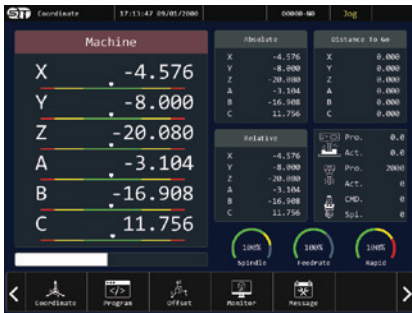 Coordinate 17:13:47 09/01/2000 O0000-N0 Jog
Machine
X -4.576
Y -8.000
Z -20.080
A -3.104
B -16.908
C 11.756
Absolute
X -4.576
Y -8.000
Z -20.080
A -3.104
B -16.908
C 11.756
Distance To Go
X 0.000
Y 0.000
Z 0.000
A 0.000
B 0.000
C 0.000
Relative
X -4.576
Y -8.000
Z -20.080
A -3.104
B -16.908
C 11.756
Pro. 0.0
Act. 0.0
Pro. 2000
Act. 0
CMD. 0
Spi. 0
100% 100% 100%
Spindle Feedrate Rapid
Coordinate Program Offset Monitor Message